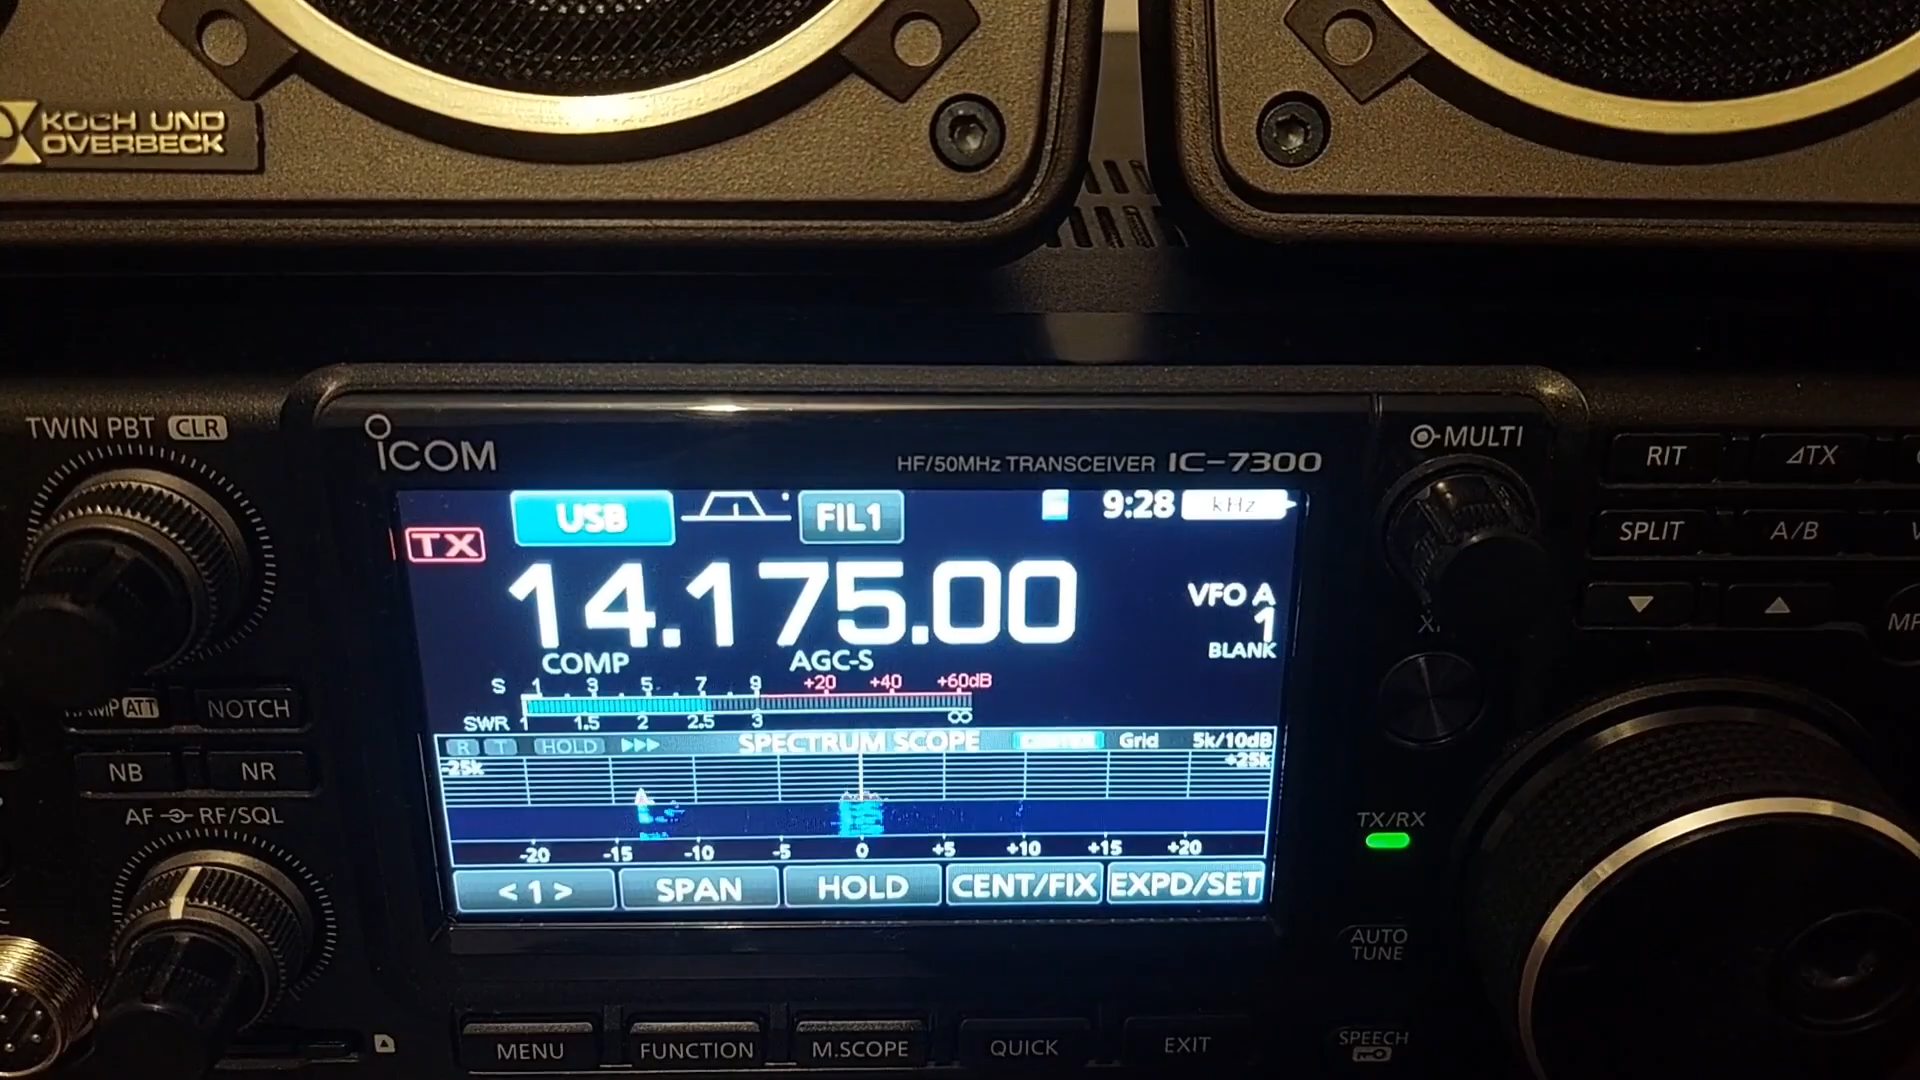 KOCH UND
OVERBECK
TWIN PBT CLR
ICOM
HF/50MHz TRANSCEIVER IC-7300
MULTI
RIT
⊿TX
USB
FIL1
9:28
kHz
TX
14.175.00
VFO A
1
BLANK
SPLIT
A/B
COMP
AGC-S
S 1 3 5 7 9 +20 +40 +60dB
SWR 1 1.5 2 2.5 3 ∞
ATT
NOTCH
R T HOLD SPECTRUM SCOPE Grid 5k/10dB
-25k +25k
NB
NR
AF RF/SQL
TX/RX
-20 -15 -10 -5 0 +5 +10 +15 +20
< 1 > SPAN HOLD CENT/FIX EXPD/SET
AUTO
TUNE
MENU
FUNCTION
M.SCOPE
QUICK
EXIT
SPEECH